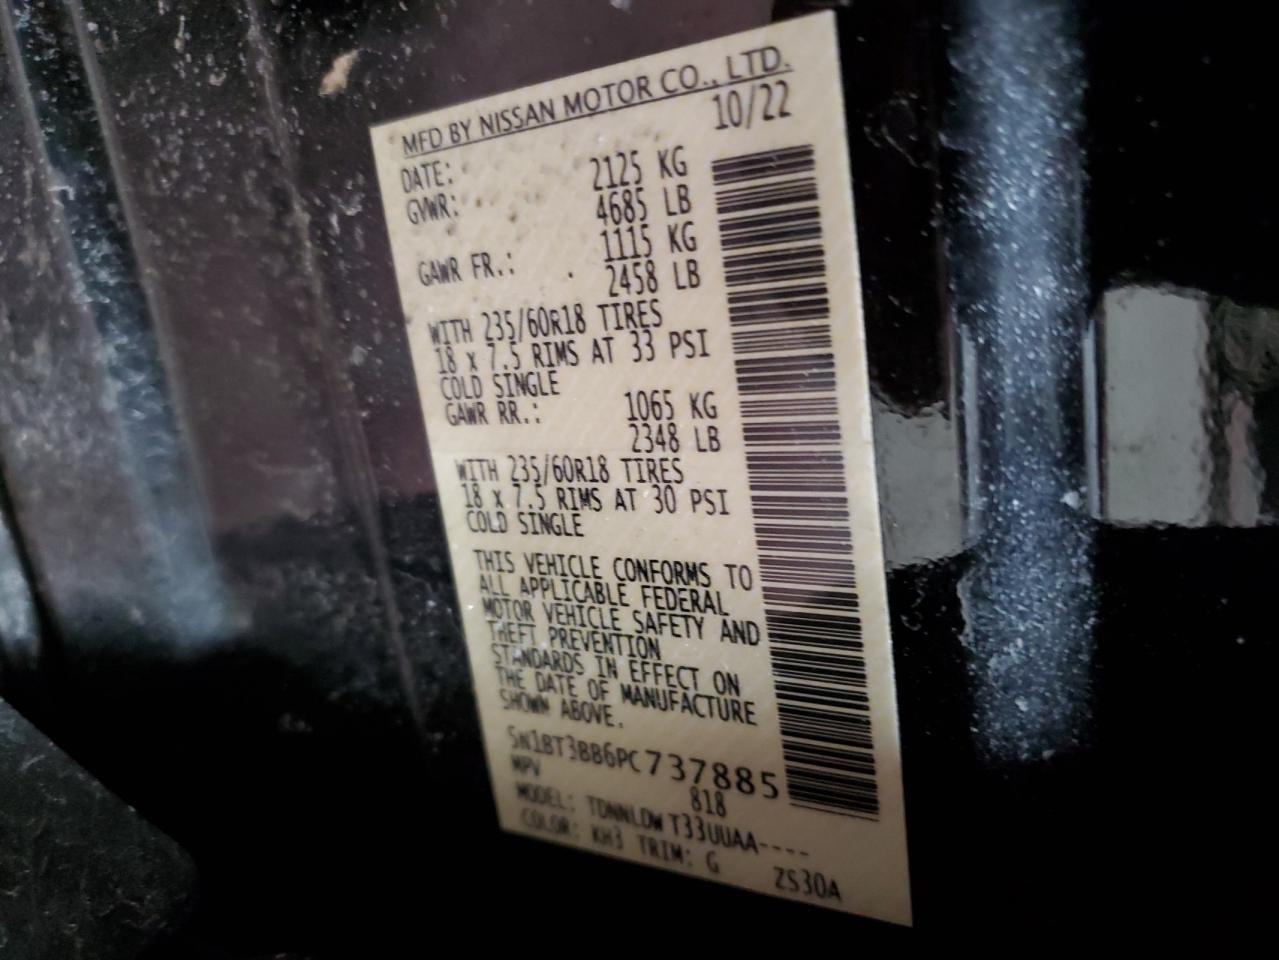 MFD BY NISSAN MOTOR CO., LTD.
DATE: 10/22
GVWR: 2125 KG
4685 LB
GAWR FR.: 1115 KG
2458 LB
WITH 235/60R18 TIRES
18 x 7.5 RIMS AT 33 PSI
COLD SINGLE
GAWR RR.: 1065 KG
2348 LB
WITH 235/60R18 TIRES
18 x 7.5 RIMS AT 30 PSI
COLD SINGLE
THIS VEHICLE CONFORMS TO
ALL APPLICABLE FEDERAL
MOTOR VEHICLE SAFETY AND
THEFT PREVENTION
STANDARDS IN EFFECT ON
THE DATE OF MANUFACTURE
SHOWN ABOVE.
5N1BT3BB6PC737885
MPV 818
MODEL: TDNNLDW T33UUAA----
COLOR: KH3 TRIM: G ZS30A